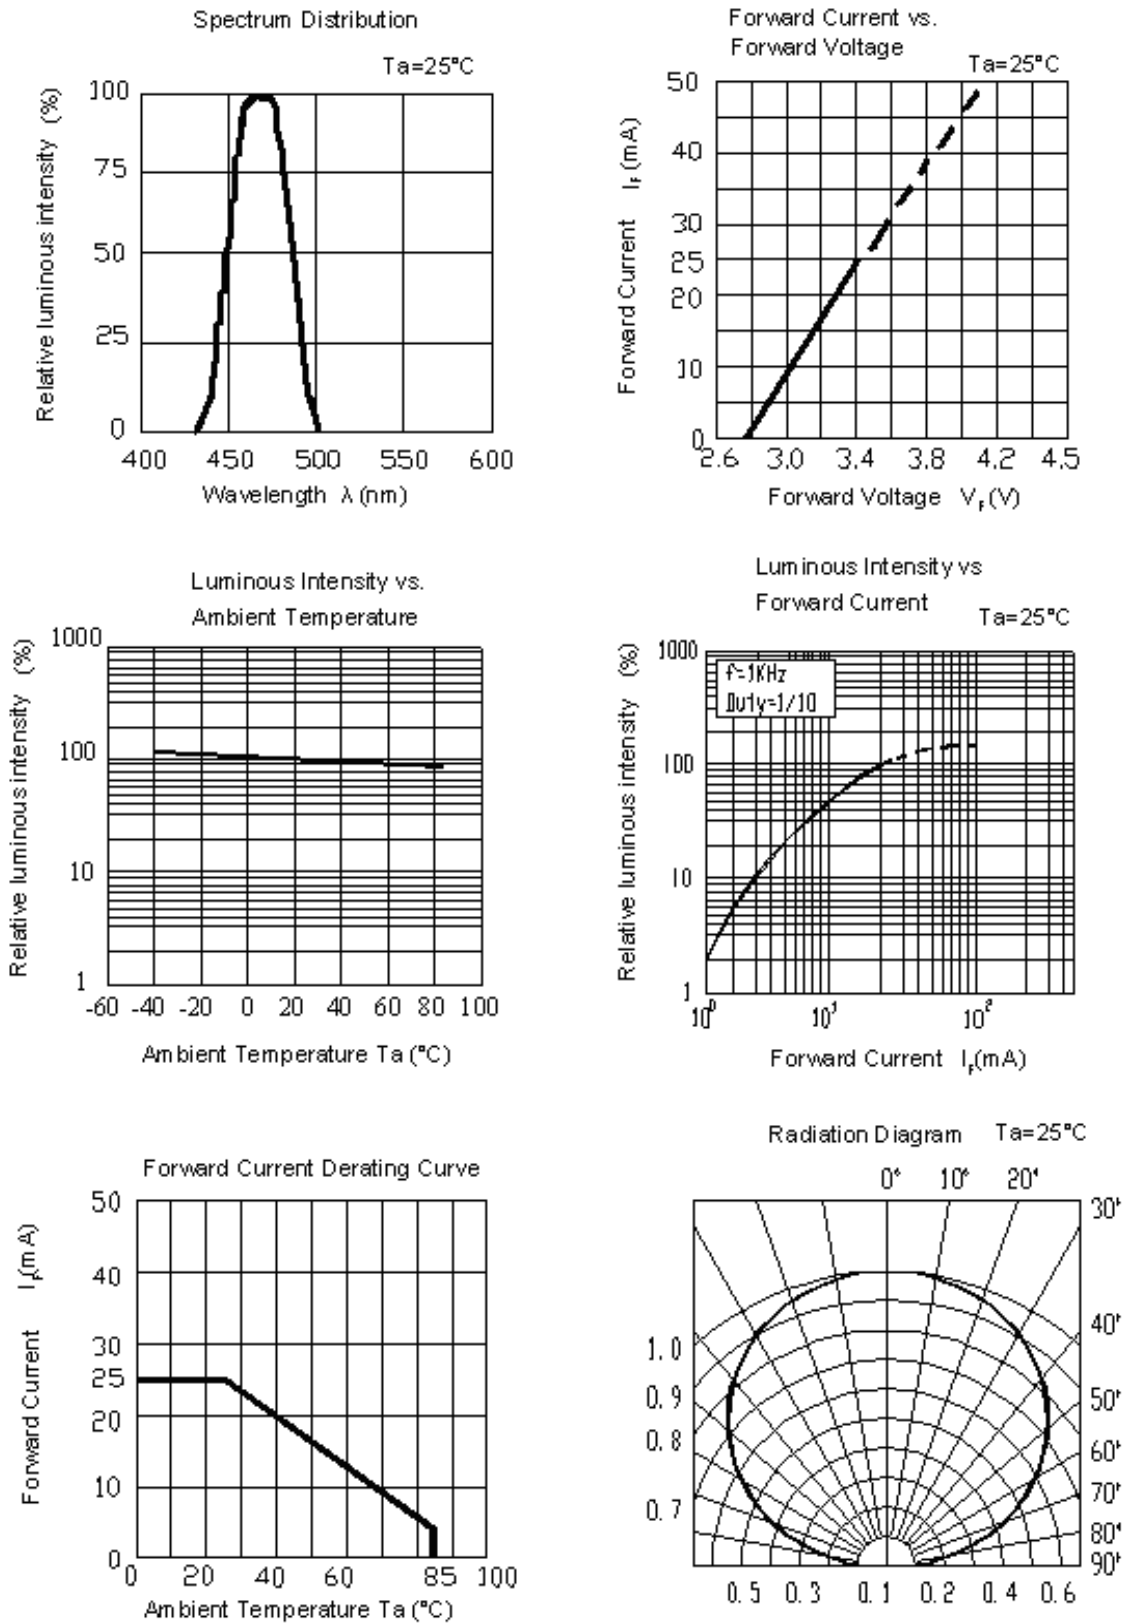 Spectrum Distribution
Ta=25°C
Relative luminous intensity (%)
100
75
50
25
0
400 450 500 550 600
Wavelength λ (nm)
Forward Current vs.
Forward Voltage
Ta=25°C
Forward Current IF (mA)
50
40
30
25
20
10
0
2.6 3.0 3.4 3.8 4.2 4.5
Forward Voltage VF (V)
Luminous Intensity vs.
Ambient Temperature
Relative luminous intensity (%)
1000
100
10
1
-60 -40 -20 0 20 40 60 80 100
Ambient Temperature Ta (°C)
Luminous Intensity vs
Forward Current
Ta=25°C
f=1KHz
Duty=1/10
Relative luminous intensity (%)
1000
100
10
1
10⁰ 10¹ 10²
Forward Current IF(mA)
Forward Current Derating Curve
Forward Current IF(mA)
50
40
30
25
20
10
0
0 20 40 60 85 100
Ambient Temperature Ta (°C)
Radiation Diagram Ta=25°C
0° 10° 20°
30°
40°
50°
60°
70°
80°
90°
1.0
0.9
0.8
0.7
0.5 0.3 0.1 0.2 0.4 0.6